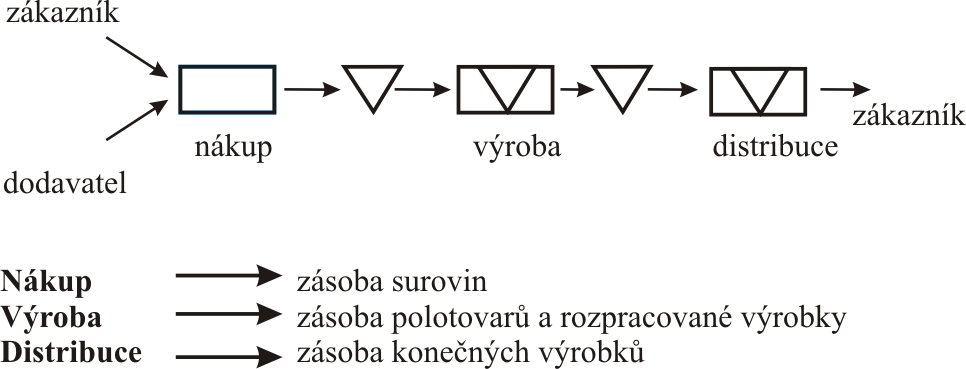 zákazník
nákup
výroba
distribuce
zákazník
dodavatel
Nákup zásoba surovin
Výroba zásoba polotovarů a rozpracované výrobky
Distribuce zásoba konečných výrobků